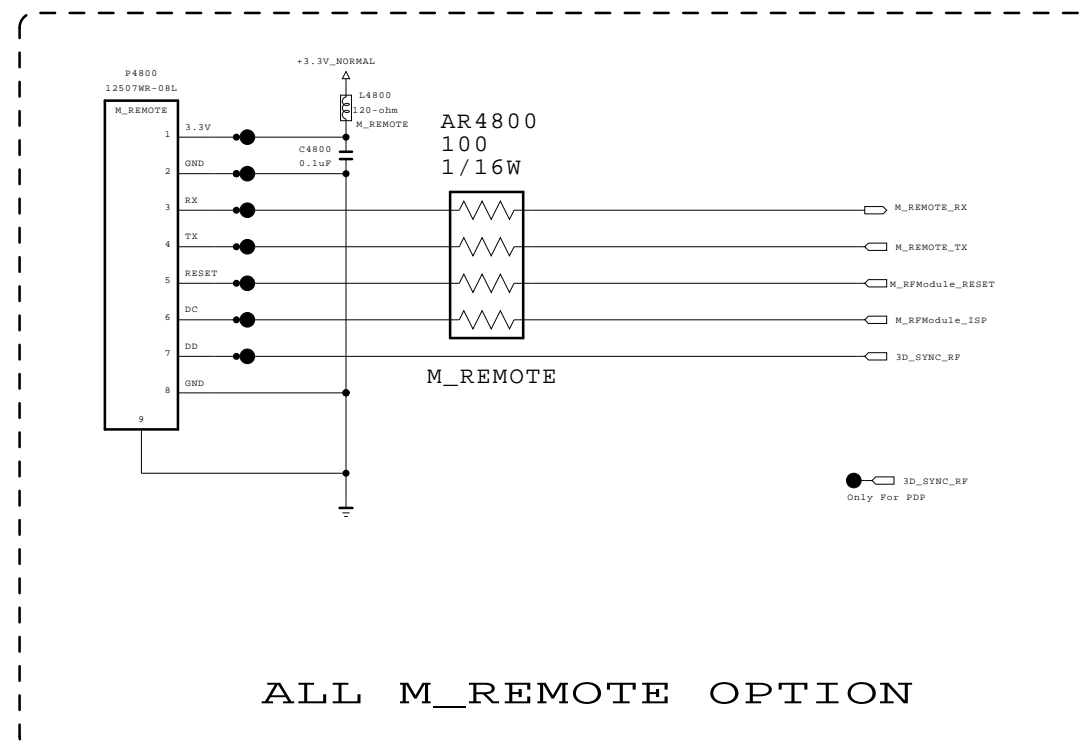 P4800
12507WR-08L
M_REMOTE
1
3.3V
2
GND
3
RX
4
TX
5
RESET
6
DC
7
DD
8
GND
9
+3.3V_NORMAL
L4800
120-ohm
M_REMOTE
C4800
0.1uF
AR4800
100
1/16W
M_REMOTE
M_REMOTE_RX
M_REMOTE_TX
M_RFModule_RESET
M_RFModule_ISP
3D_SYNC_RF
3D_SYNC_RF
Only For PDP
ALL M_REMOTE OPTION